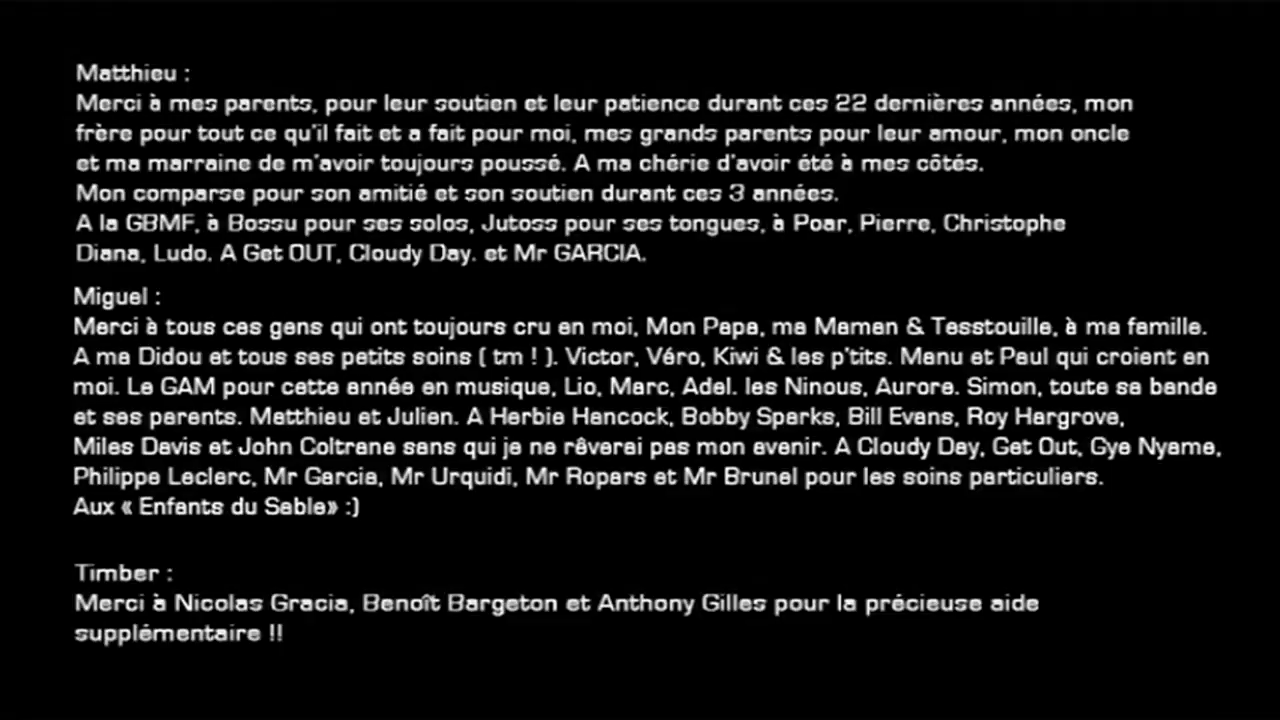 Matthieu :
Merci à mes parents, pour leur soutien et leur patience durant ces 22 dernières années, mon
frère pour tout ce qu'il fait et a fait pour moi, mes grands parents pour leur amour, mon oncle
et ma marraine de m'avoir toujours poussé. A ma chérie d'avoir été à mes côtés.
Mon comparse pour son amitié et son soutien durant ces 3 années.
A la GBMF, à Bossu pour ses solos, Jutoss pour ses tongues, à Poar, Pierre, Christophe
Diana, Ludo. A Get OUT, Cloudy Day. et Mr GARCIA.
Miguel :
Merci à tous ces gens qui ont toujours cru en moi, Mon Papa, ma Maman & Tesstouille, à ma famille.
A ma Didou et tous ses petits soins ( tm ! ). Victor, Véro, Kiwi & les p'tits. Manu et Paul qui croient en
moi. Le GAM pour cette année en musique, Lio, Marc, Adel. les Ninous, Aurore. Simon, toute sa bande
et ses parents. Matthieu et Julien. A Herbie Hancock, Bobby Sparks, Bill Evans, Roy Hargrove,
Miles Davis et John Coltrane sans qui je ne rêverai pas mon avenir. A Cloudy Day, Get Out, Gye Nyame,
Philippe Leclerc, Mr Garcia, Mr Urquidi, Mr Ropars et Mr Brunel pour les soins particuliers.
Aux « Enfants du Sable» :)
Timber :
Merci à Nicolas Gracia, Benoît Bargeton et Anthony Gilles pour la précieuse aide
supplémentaire !!